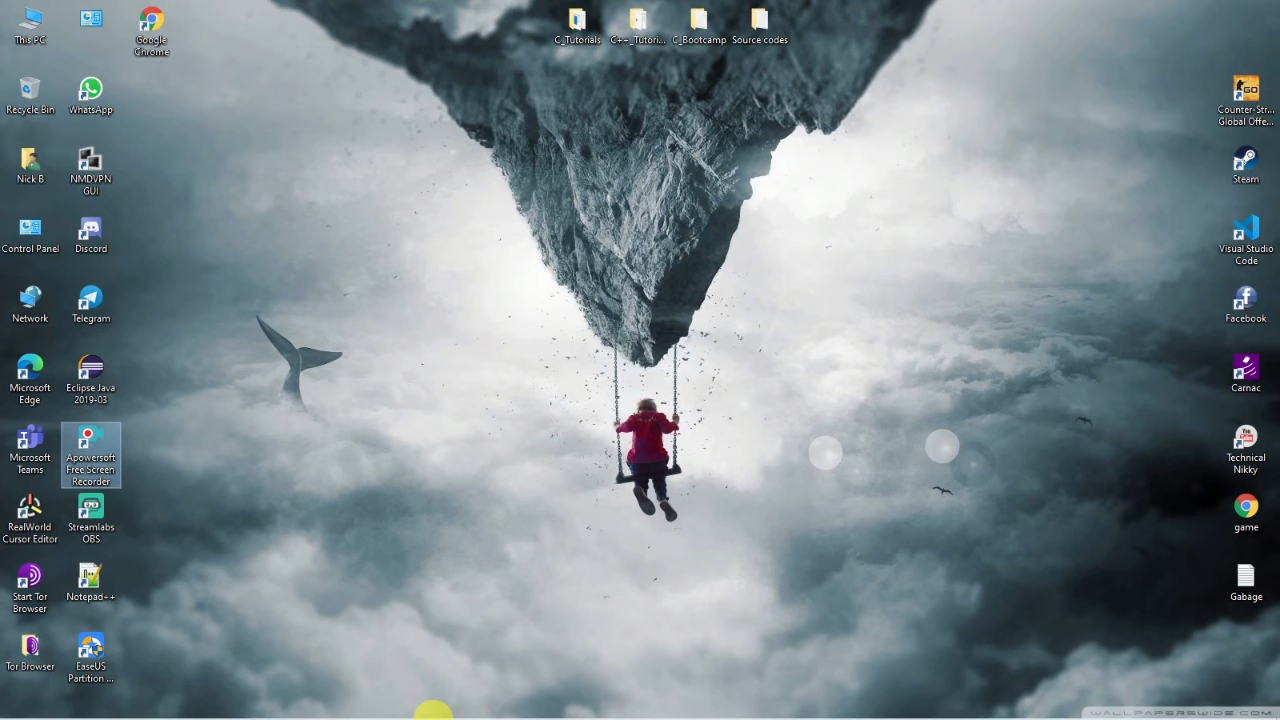 This PC
Google
Chrome
C_Tutorials
C++_Tutori...
C_Bootcamp
Source codes
Recycle Bin
WhatsApp
GO
Counter-Str...
Global Offe...
Nick B
NMDVPN
GUI
Steam
Control Panel
Discord
Visual Studio
Code
Network
Telegram
Facebook
Microsoft
Edge
Eclipse Java
2019-03
Carnac
Microsoft
Teams
Apowersoft
Free Screen
Recorder
Technical
Nikky
RealWorld
Cursor Editor
Streamlabs
OBS
game
Start Tor
Browser
Notepad++
Gabage
Tor Browser
EaseUS
Partition ...
WALLPAPERSWIDE.COM